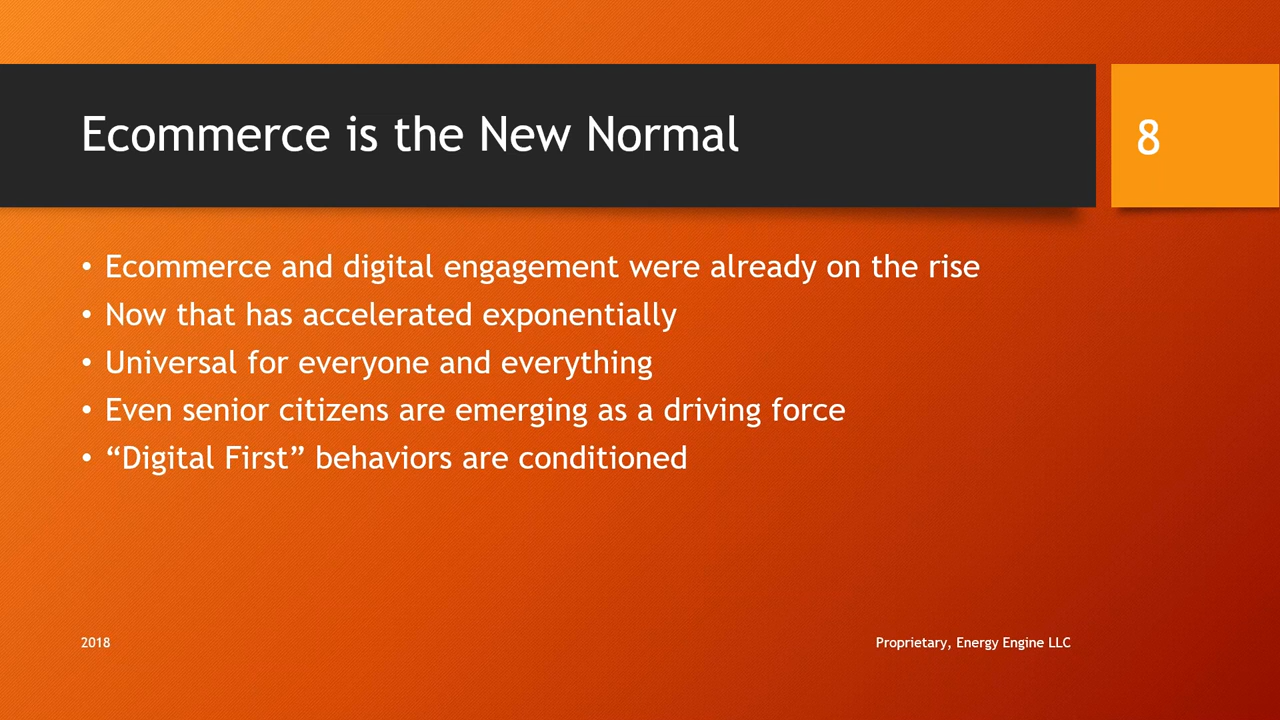 Ecommerce is the New Normal
8
• Ecommerce and digital engagement were already on the rise
• Now that has accelerated exponentially
• Universal for everyone and everything
• Even senior citizens are emerging as a driving force
• “Digital First” behaviors are conditioned
2018
Proprietary, Energy Engine LLC